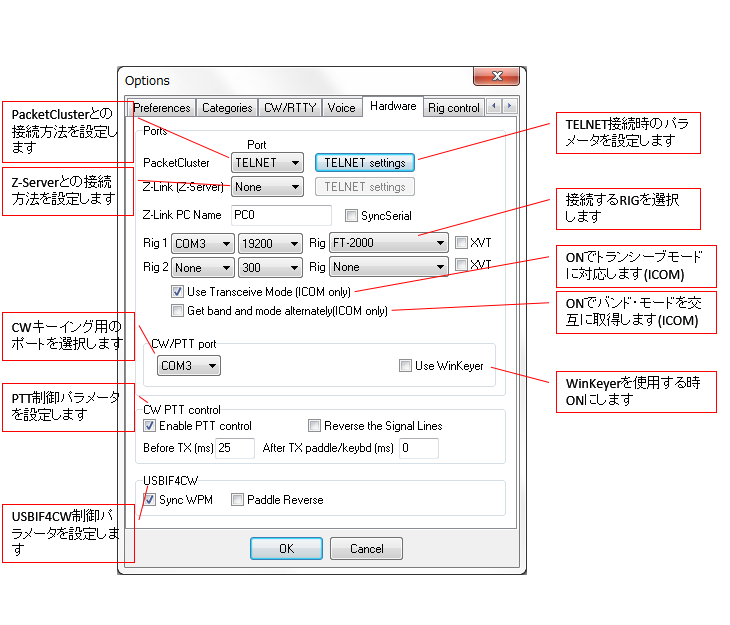 Options
Preferences Categories CW/RTTY Voice Hardware Rig control
Ports
Port
PacketCluster TELNET TELNET settings
Z-Link (Z-Server) None TELNET settings
Z-Link PC Name PC0 SyncSerial
Rig 1 COM3 19200 Rig FT-2000 XVT
Rig 2 None 300 Rig None XVT
Use Transceive Mode (ICOM only)
Get band and mode alternately(ICOM only)
CW/PTT port
COM3 Use WinKeyer
CW PTT control
Enable PTT control Reverse the Signal Lines
Before TX (ms) 25 After TX paddle/keybd (ms) 0
USBIF4CW
Sync WPM Paddle Reverse
OK Cancel
PacketClusterとの
接続方法を設定し
ます
Z-Serverとの接続
方法を設定します
CWキーイング用の
ポートを選択します
PTT制御パラメータ
を設定します
USBIF4CW制御パ
ラメータを設定しま
す
TELNET接続時のパラ
メータを設定します
接続するRIGを選択
します
ONでトランシーブモード
に対応します(ICOM)
ONでバンド・モードを交
互に取得します(ICOM)
WinKeyerを使用する時
ONにします